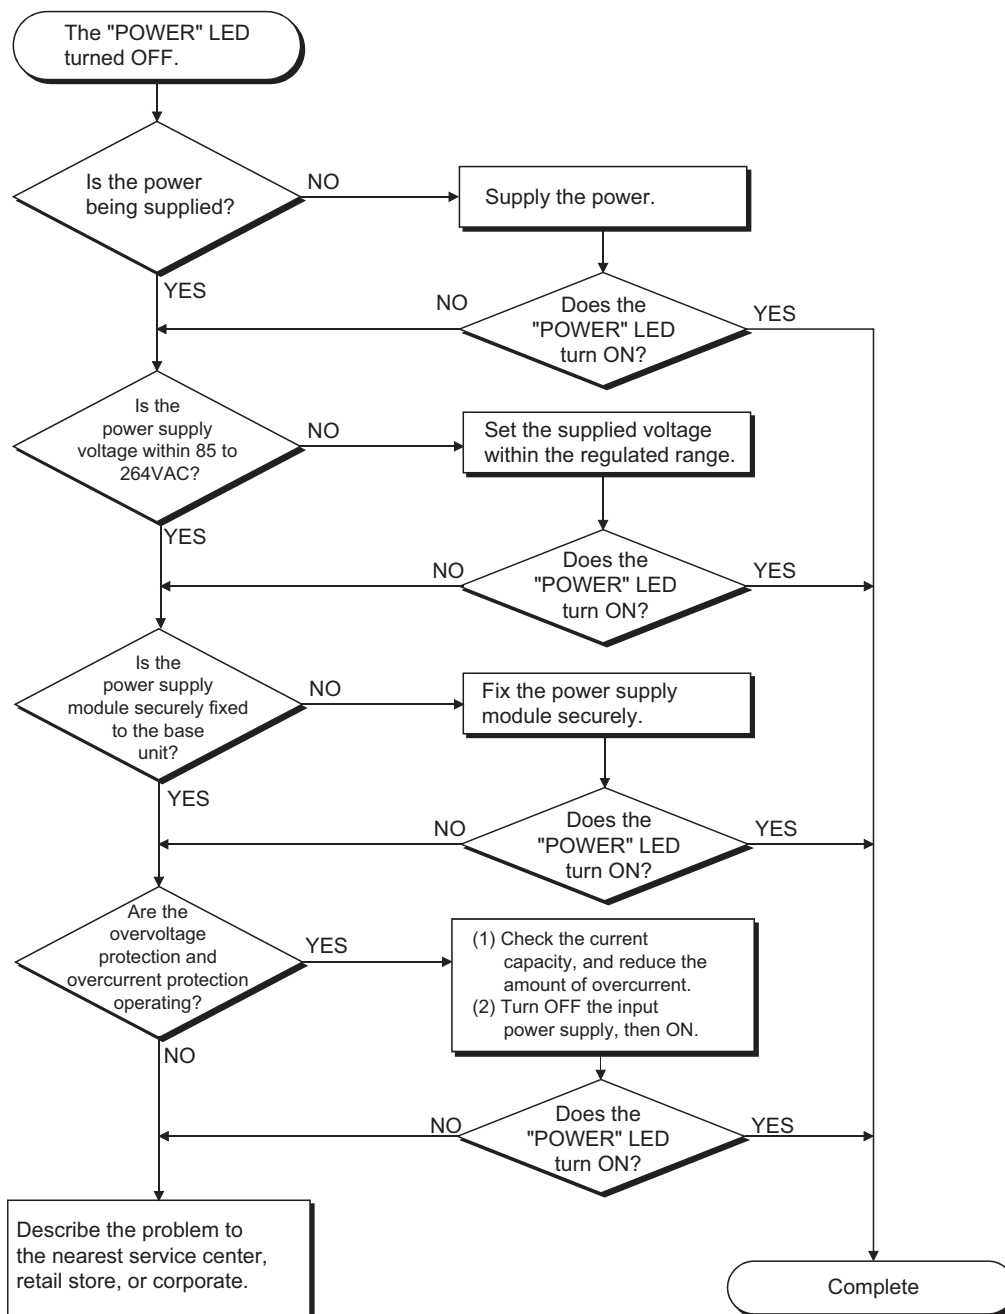 The "POWER" LED
turned OFF.
Is the power
being supplied?
NO
Supply the power.
YES
NO
Does the
"POWER" LED
turn ON?
YES
Is the
power supply
voltage within 85 to
264VAC?
NO
Set the supplied voltage
within the regulated range.
YES
NO
Does the
"POWER" LED
turn ON?
YES
Is the
power supply
module securely fixed
to the base
unit?
NO
Fix the power supply
module securely.
YES
NO
Does the
"POWER" LED
turn ON?
YES
Are the
overvoltage
protection and
overcurrent protection
operating?
YES
(1) Check the current
capacity, and reduce the
amount of overcurrent.
(2) Turn OFF the input
power supply, then ON.
NO
NO
Does the
"POWER" LED
turn ON?
YES
Describe the problem to
the nearest service center,
retail store, or corporate.
Complete